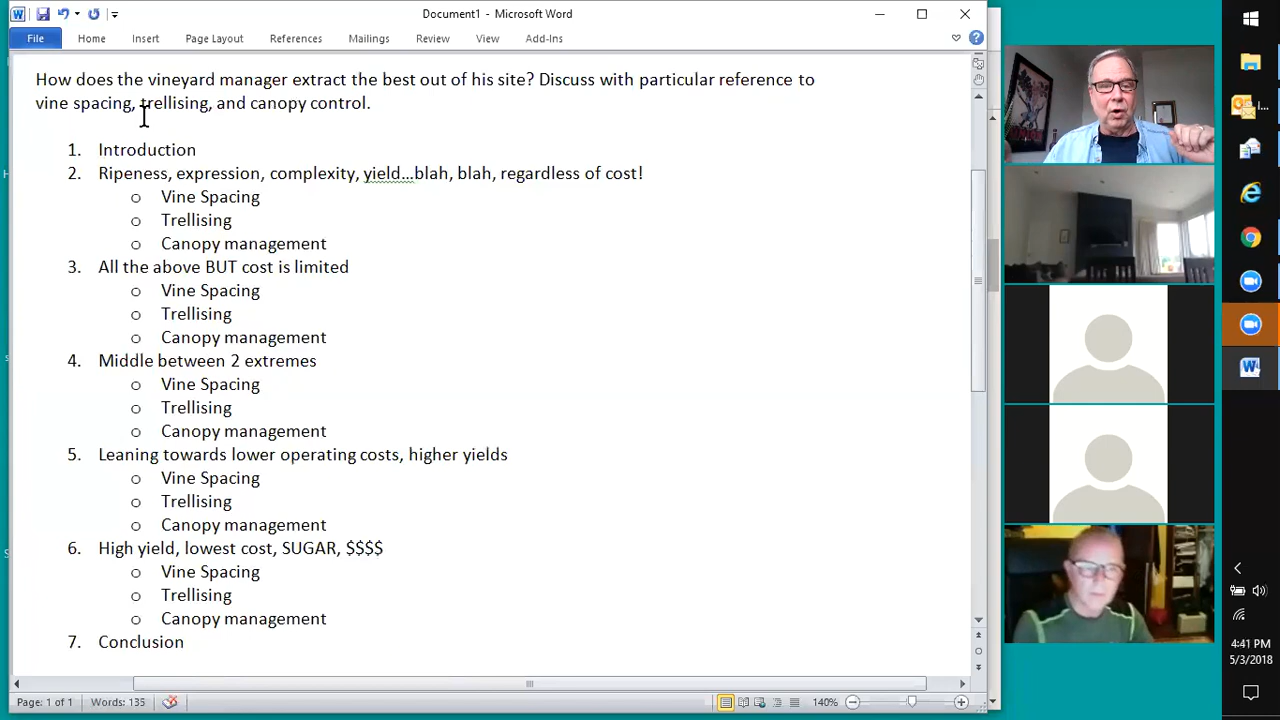 Document1 - Microsoft Word
File Home Insert Page Layout References Mailings Review View Add-Ins
How does the vineyard manager extract the best out of his site? Discuss with particular reference to
vine spacing, trellising, and canopy control.
1. Introduction
2. Ripeness, expression, complexity, yield...blah, blah, regardless of cost!
o Vine Spacing
o Trellising
o Canopy management
3. All the above BUT cost is limited
o Vine Spacing
o Trellising
o Canopy management
4. Middle between 2 extremes
o Vine Spacing
o Trellising
o Canopy management
5. Leaning towards lower operating costs, higher yields
o Vine Spacing
o Trellising
o Canopy management
6. High yield, lowest cost, SUGAR, $$$$
o Vine Spacing
o Trellising
o Canopy management
7. Conclusion
Page: 1 of 1 Words: 135 140%
4:41 PM
5/3/2018